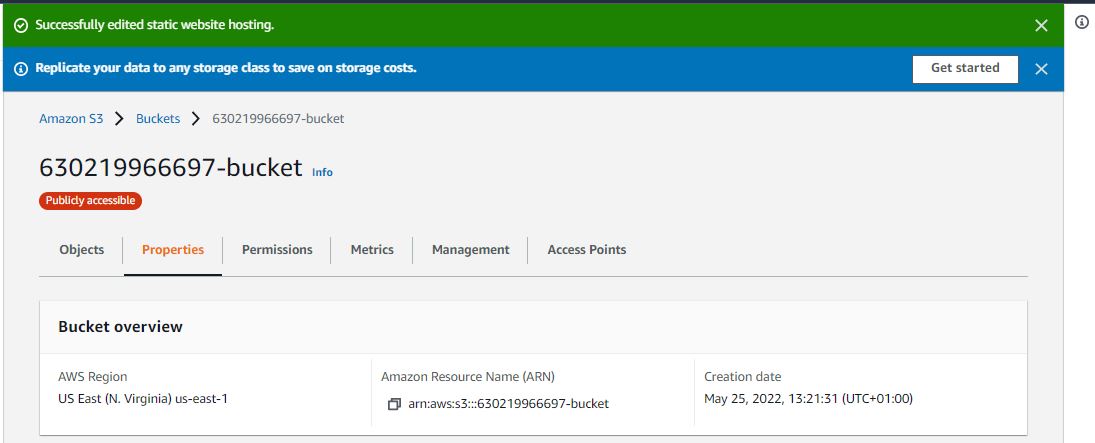 Successfully edited static website hosting.
Replicate your data to any storage class to save on storage costs.
Get started
Amazon S3 Buckets 630219966697-bucket
630219966697-bucket Info
Publicly accessible
Objects Properties Permissions Metrics Management Access Points
Bucket overview
AWS Region Amazon Resource Name (ARN) Creation date
US East (N. Virginia) us-east-1 arn:aws:s3:::630219966697-bucket May 25, 2022, 13:21:31 (UTC+01:00)